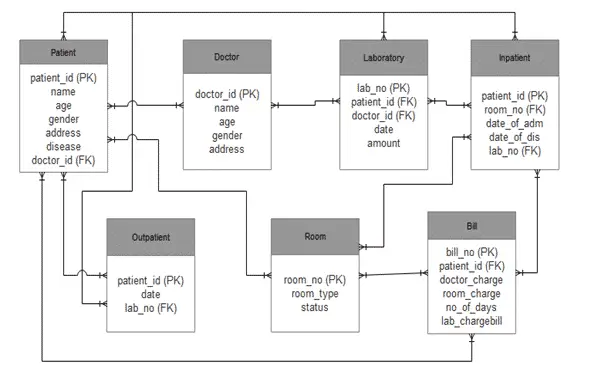 Patient
patient_id (PK)
name
age
gender
address
disease
doctor_id (FK)
Doctor
doctor_id (PK)
name
age
gender
address
Laboratory
lab_no (PK)
patient_id (FK)
doctor_id (FK)
date
amount
Inpatient
patient_id (PK)
room_no (FK)
date_of_adm
date_of_dis
lab_no (FK)
Outpatient
patient_id (PK)
date
lab_no (FK)
Room
room_no (PK)
room_type
status
Bill
bill_no (PK)
patient_id (FK)
doctor_charge
room_charge
no_of_days
lab_chargebill